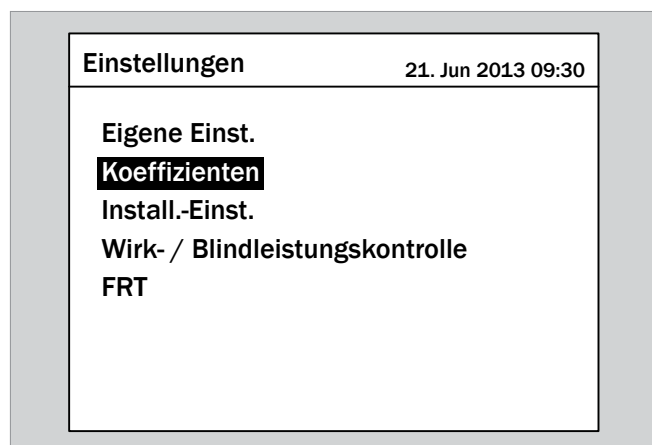 Einstellungen 21. Jun 2013 09:30
Eigene Einst.
Koeffizienten
Install.-Einst.
Wirk- / Blindleistungskontrolle
FRT